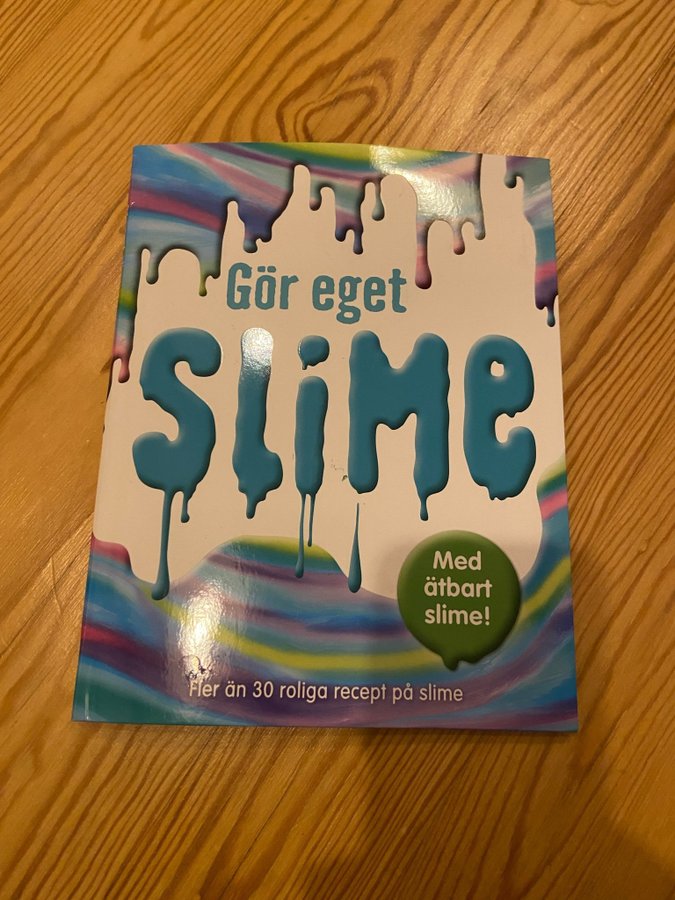 Gör eget
SLiMe
Med
ätbart
slime!
Fler än 30 roliga recept på slime